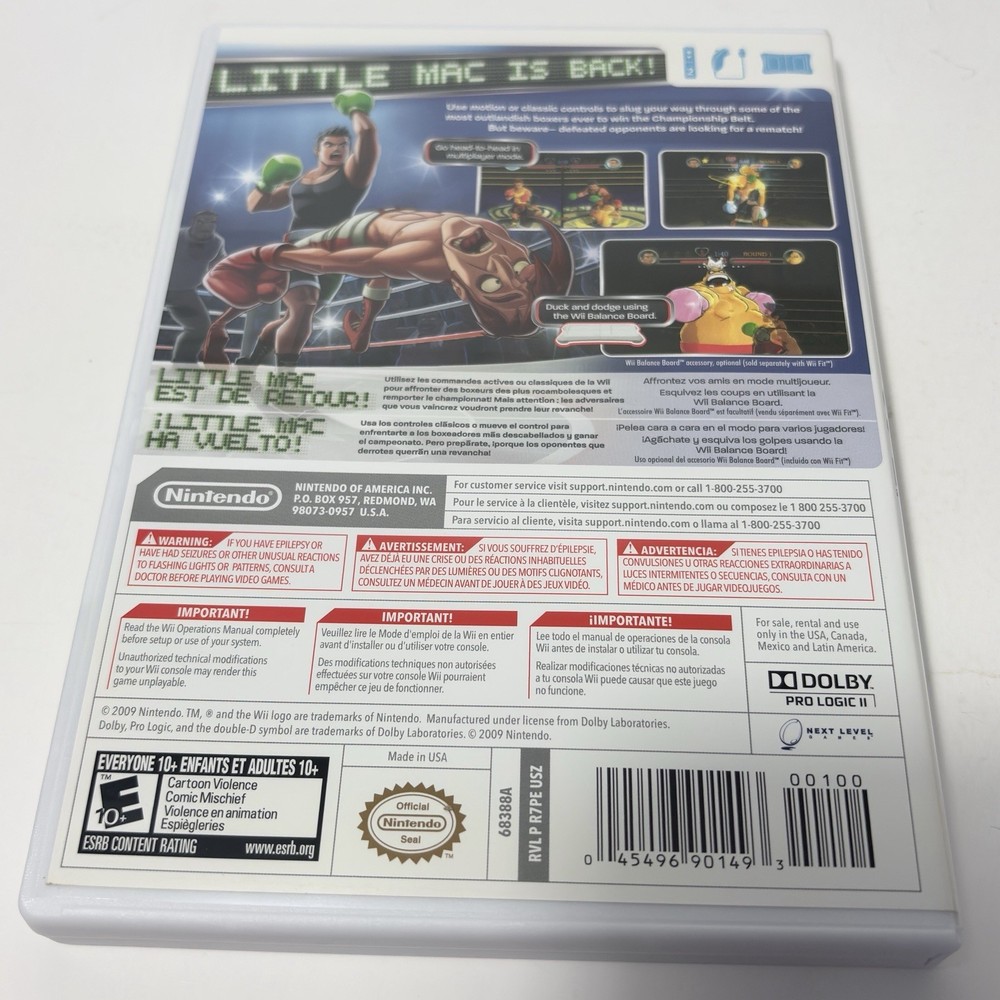 LITTLE MAC IS BACK!
Use motion or classic controls to slug your way through some of the
most outlandish boxers ever to win the Championship Belt.
But beware— defeated opponents are looking for a rematch!
Go head-to-head in
multiplayer mode.
ROUND 1
Duck and dodge using
the Wii Balance Board.
Wii Balance Board™ accessory, optional (sold separately with Wii Fit™).
LITTLE MAC
EST DE RETOUR!
Utilisez les commandes actives ou classiques de la Wii
pour affronter des boxeurs des plus rocambolesques et
remporter le championnat! Mais attention : les adversaires
que vous vaincrez voudront prendre leur revanche!
Affrontez vos amis en mode multijoueur.
Esquivez les coups en utilisant la
Wii Balance Board.
L'accessoire Wii Balance Board™ est facultatif (vendu séparément avec Wii Fit™).
¡LITTLE MAC
HA VUELTO!
Usa los controles clásicos o mueve el control para
enfrentarte a los boxeadores más descabellados y ganar
el campeonato. Pero prepárate, ¡porque los oponentes que
derrotes querrán una revancha!
¡Pelea cara a cara en el modo para varios jugadores!
¡Agáchate y esquiva los golpes usando la
Wii Balance Board!
Uso opcional del accesorio Wii Balance Board™ (incluido con Wii Fit™)
Nintendo
NINTENDO OF AMERICA INC.
P.O. BOX 957, REDMOND, WA
98073-0957 U.S.A.
For customer service visit support.nintendo.com or call 1-800-255-3700
Pour le service à la clientèle, visitez support.nintendo.com ou composez le 1 800 255-3700
Para servicio al cliente, visita support.nintendo.com o llama al 1-800-255-3700
WARNING: IF YOU HAVE EPILEPSY OR
HAVE HAD SEIZURES OR OTHER UNUSUAL REACTIONS
TO FLASHING LIGHTS OR PATTERNS, CONSULT A
DOCTOR BEFORE PLAYING VIDEO GAMES.
AVERTISSEMENT: SI VOUS SOUFFREZ D'ÉPILEPSIE,
AVEZ DÉJÀ EU UNE CRISE OU DES RÉACTIONS INHABITUELLES
DÉCLENCHÉES PAR DES LUMIÈRES OU DES MOTIFS CLIGNOTANTS,
CONSULTEZ UN MÉDECIN AVANT DE JOUER À DES JEUX VIDÉO.
ADVERTENCIA: SI TIENES EPILEPSIA O HAS TENIDO
CONVULSIONES U OTRAS REACCIONES EXTRAORDINARIAS A
LUCES INTERMITENTES O SECUENCIAS, CONSULTA CON UN
MÉDICO ANTES DE JUGAR VIDEOJUEGOS.
IMPORTANT!
Read the Wii Operations Manual completely
before setup or use of your system.
Unauthorized technical modifications
to your Wii console may render this
game unplayable.
IMPORTANT!
Veuillez lire le Mode d'emploi de la Wii en entier
avant d'installer ou d'utiliser votre console.
Des modifications techniques non autorisées
effectuées sur votre console Wii pourraient
empêcher ce jeu de fonctionner.
¡IMPORTANTE!
Lee todo el manual de operaciones de la consola
Wii antes de instalar o utilizar tu consola.
Realizar modificaciones técnicas no autorizadas
a tu consola Wii puede causar que este juego
no funcione.
For sale, rental and use
only in the USA, Canada,
Mexico and Latin America.
DOLBY™
PRO LOGIC II
NEXT LEVEL
GAMES
© 2009 Nintendo. TM, ® and the Wii logo are trademarks of Nintendo. Manufactured under license from Dolby Laboratories.
Dolby, Pro Logic, and the double-D symbol are trademarks of Dolby Laboratories. © 2009 Nintendo.
EVERYONE 10+ ENFANTS ET ADULTES 10+
E
10+
TM
Cartoon Violence
Comic Mischief
Violence en animation
Espiègleries
ESRB CONTENT RATING www.esrb.org
Made in USA
Official
Nintendo
Seal
TM
68388A
RVL P R7PE USZ
00100
0 45496 90149 3